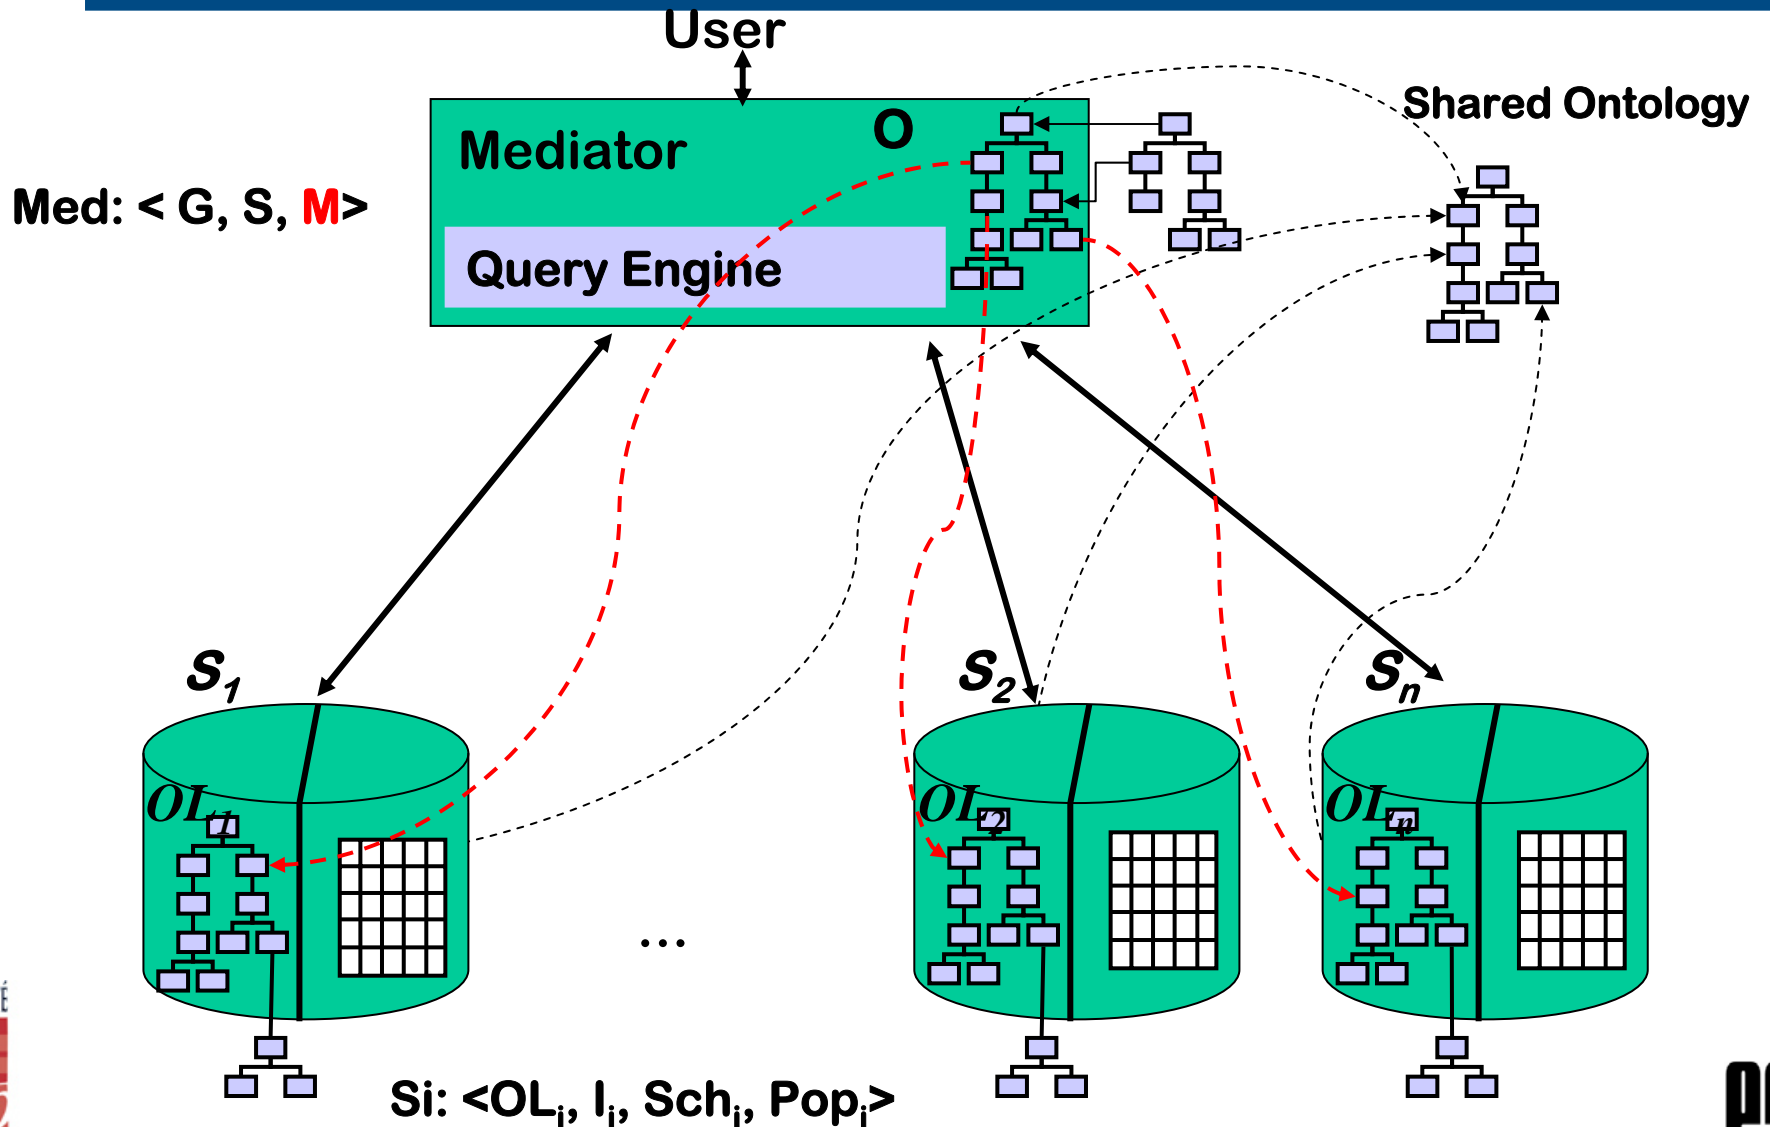 User
Shared Ontology
O
Mediator
Med: < G, S, M>
Query Engine
S1
S2
Sn
OL1
OL2
OLn
...
Si: <OLi, Ii, Schi, Popi>